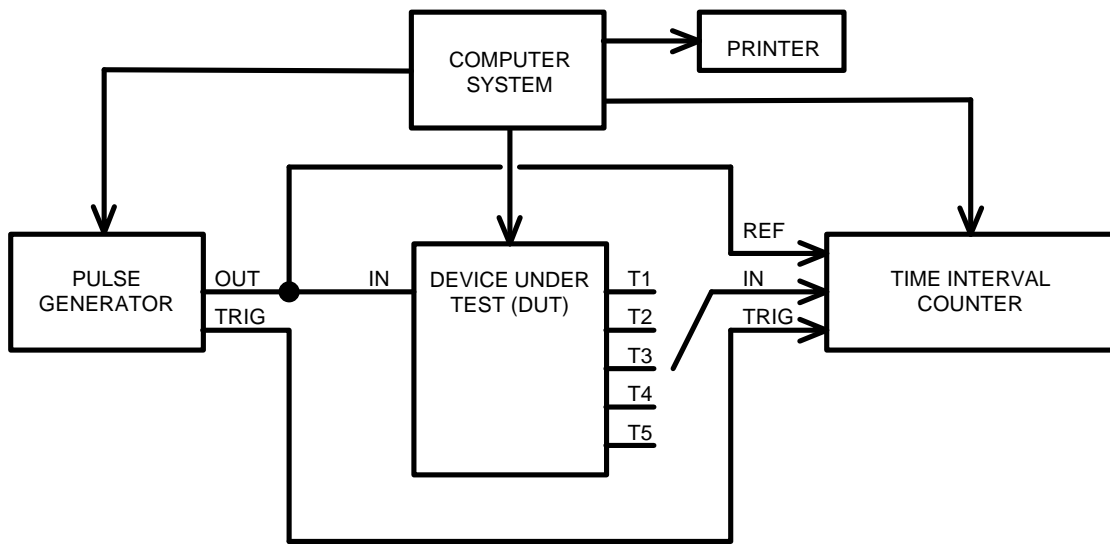 COMPUTER
SYSTEM
PRINTER
PULSE
GENERATOR
OUT
TRIG
IN
DEVICE UNDER
TEST (DUT)
T1
T2
T3
T4
T5
REF
IN
TRIG
TIME INTERVAL
COUNTER